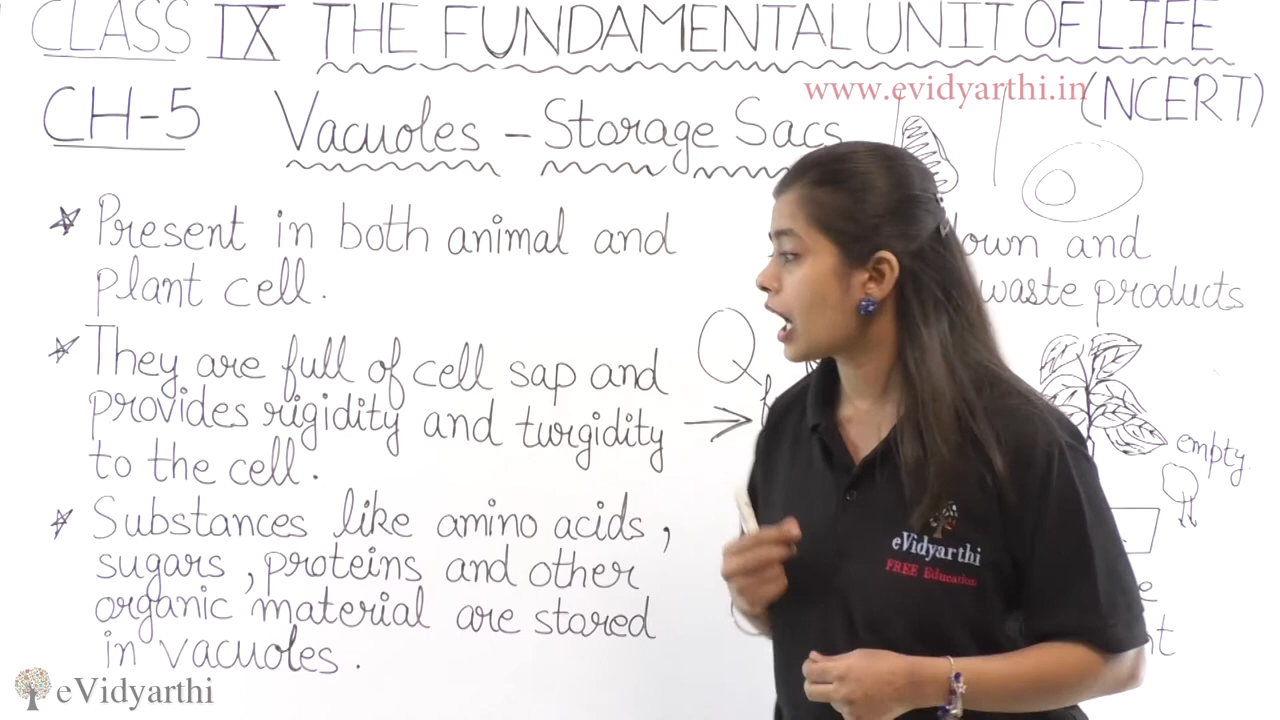 CLASS IX THE FUNDAMENTAL UNIT OF LIFE
www.evidyarthi.in
(NCERT)
CH-5 Vacuoles - Storage Sacs
Present in both animal and
plant cell.
They are full of cell sap and
provides rigidity and turgidity
to the cell.
Substances like amino acids,
sugars, proteins and other
organic material are stored
in vacuoles.
and
waste products
empty
eVidyarthi
FREE Education
eVidyarthi